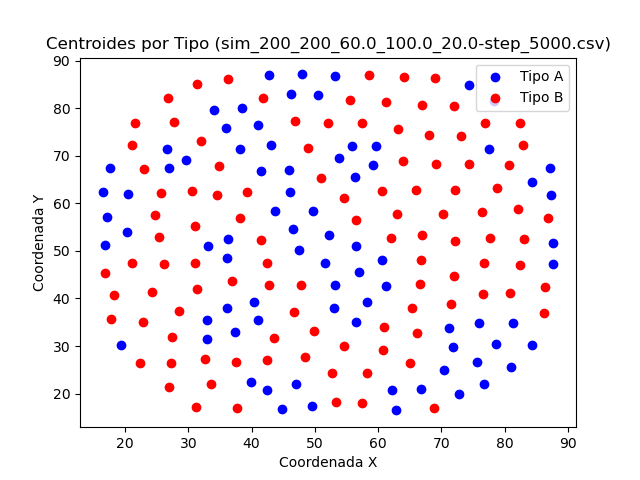 Centroides por Tipo (sim_200_200_60.0_100.0_20.0-step_5000.csv)
Tipo A
Tipo B
90
80
70
60
50
40
30
20
Coordenada Y
20 30 40 50 60 70 80 90
Coordenada X